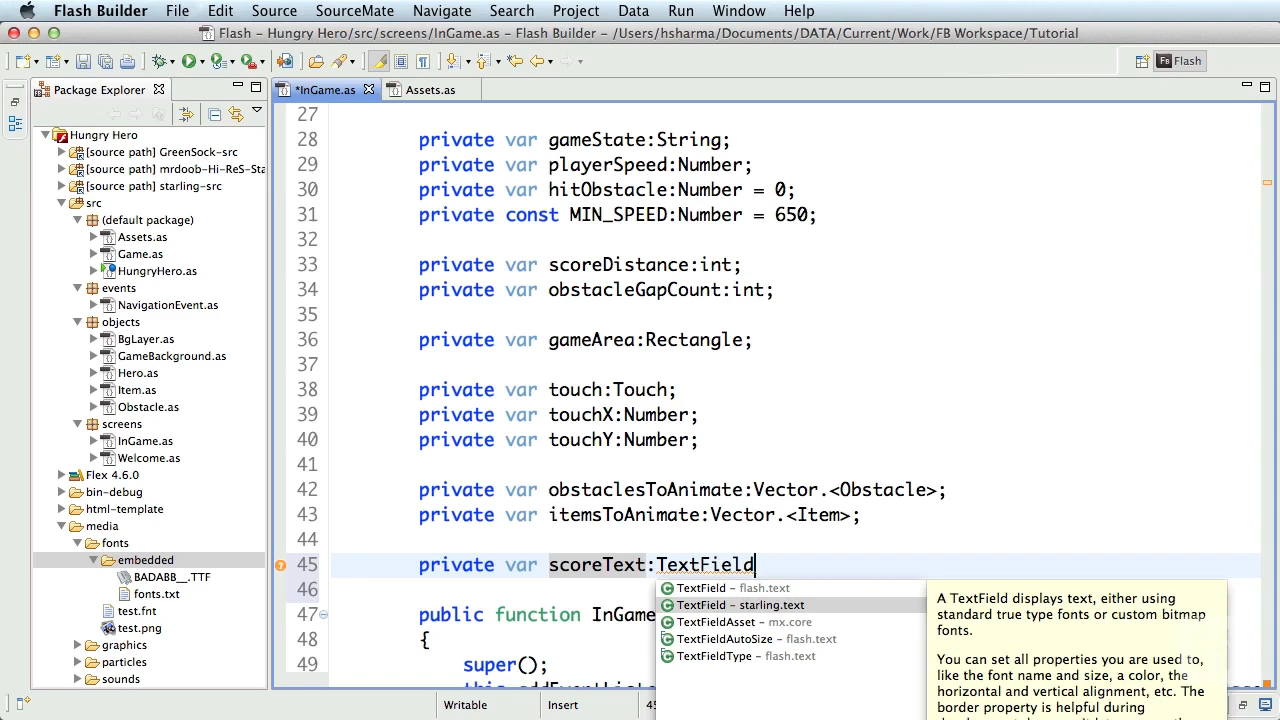 Flash Builder File Edit Source SourceMate Navigate Search Project Data Run Window Help
Flash – Hungry Hero/src/screens/InGame.as – Flash Builder – /Users/hsharma/Documents/DATA/Current/Work/FB Workspace/Tutorial
Fb Flash
Package Explorer
*InGame.as
Assets.as
Hungry Hero
[source path] GreenSock-src
[source path] mrdoob-Hi-ReS-Sta
[source path] starling-src
src
(default package)
Assets.as
Game.as
HungryHero.as
events
NavigationEvent.as
objects
BgLayer.as
GameBackground.as
Hero.as
Item.as
Obstacle.as
screens
InGame.as
Welcome.as
Flex 4.6.0
bin-debug
html-template
media
fonts
embedded
BADABB__.TTF
fonts.txt
test.fnt
test.png
graphics
particles
sounds
27
28 private var gameState:String;
29 private var playerSpeed:Number;
30 private var hitObstacle:Number = 0;
31 private const MIN_SPEED:Number = 650;
32
33 private var scoreDistance:int;
34 private var obstacleGapCount:int;
35
36 private var gameArea:Rectangle;
37
38 private var touch:Touch;
39 private var touchX:Number;
40 private var touchY:Number;
41
42 private var obstaclesToAnimate:Vector.<Obstacle>;
43 private var itemsToAnimate:Vector.<Item>;
44
45 private var scoreText:TextField
46
47 public function InGame
48 {
49 super();
TextField – flash.text
TextField – starling.text
TextFieldAsset – mx.core
TextFieldAutoSize – flash.text
TextFieldType – flash.text
A TextField displays text, either using
standard true type fonts or custom bitmap
fonts.
You can set all properties you are used to,
like the font name and size, a color, the
horizontal and vertical alignment, etc. The
border property is helpful during
Writable Insert 45